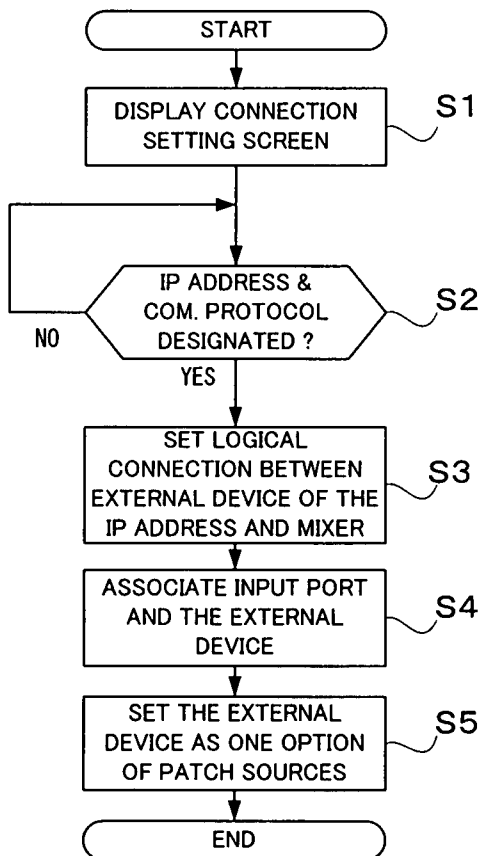 START
DISPLAY CONNECTION
SETTING SCREEN
S1
IP ADDRESS &
COM. PROTOCOL
DESIGNATED ?
S2
NO
YES
SET LOGICAL
CONNECTION BETWEEN
EXTERNAL DEVICE OF THE
IP ADDRESS AND MIXER
S3
ASSOCIATE INPUT PORT
AND THE EXTERNAL
DEVICE
S4
SET THE EXTERNAL
DEVICE AS ONE OPTION
OF PATCH SOURCES
S5
END